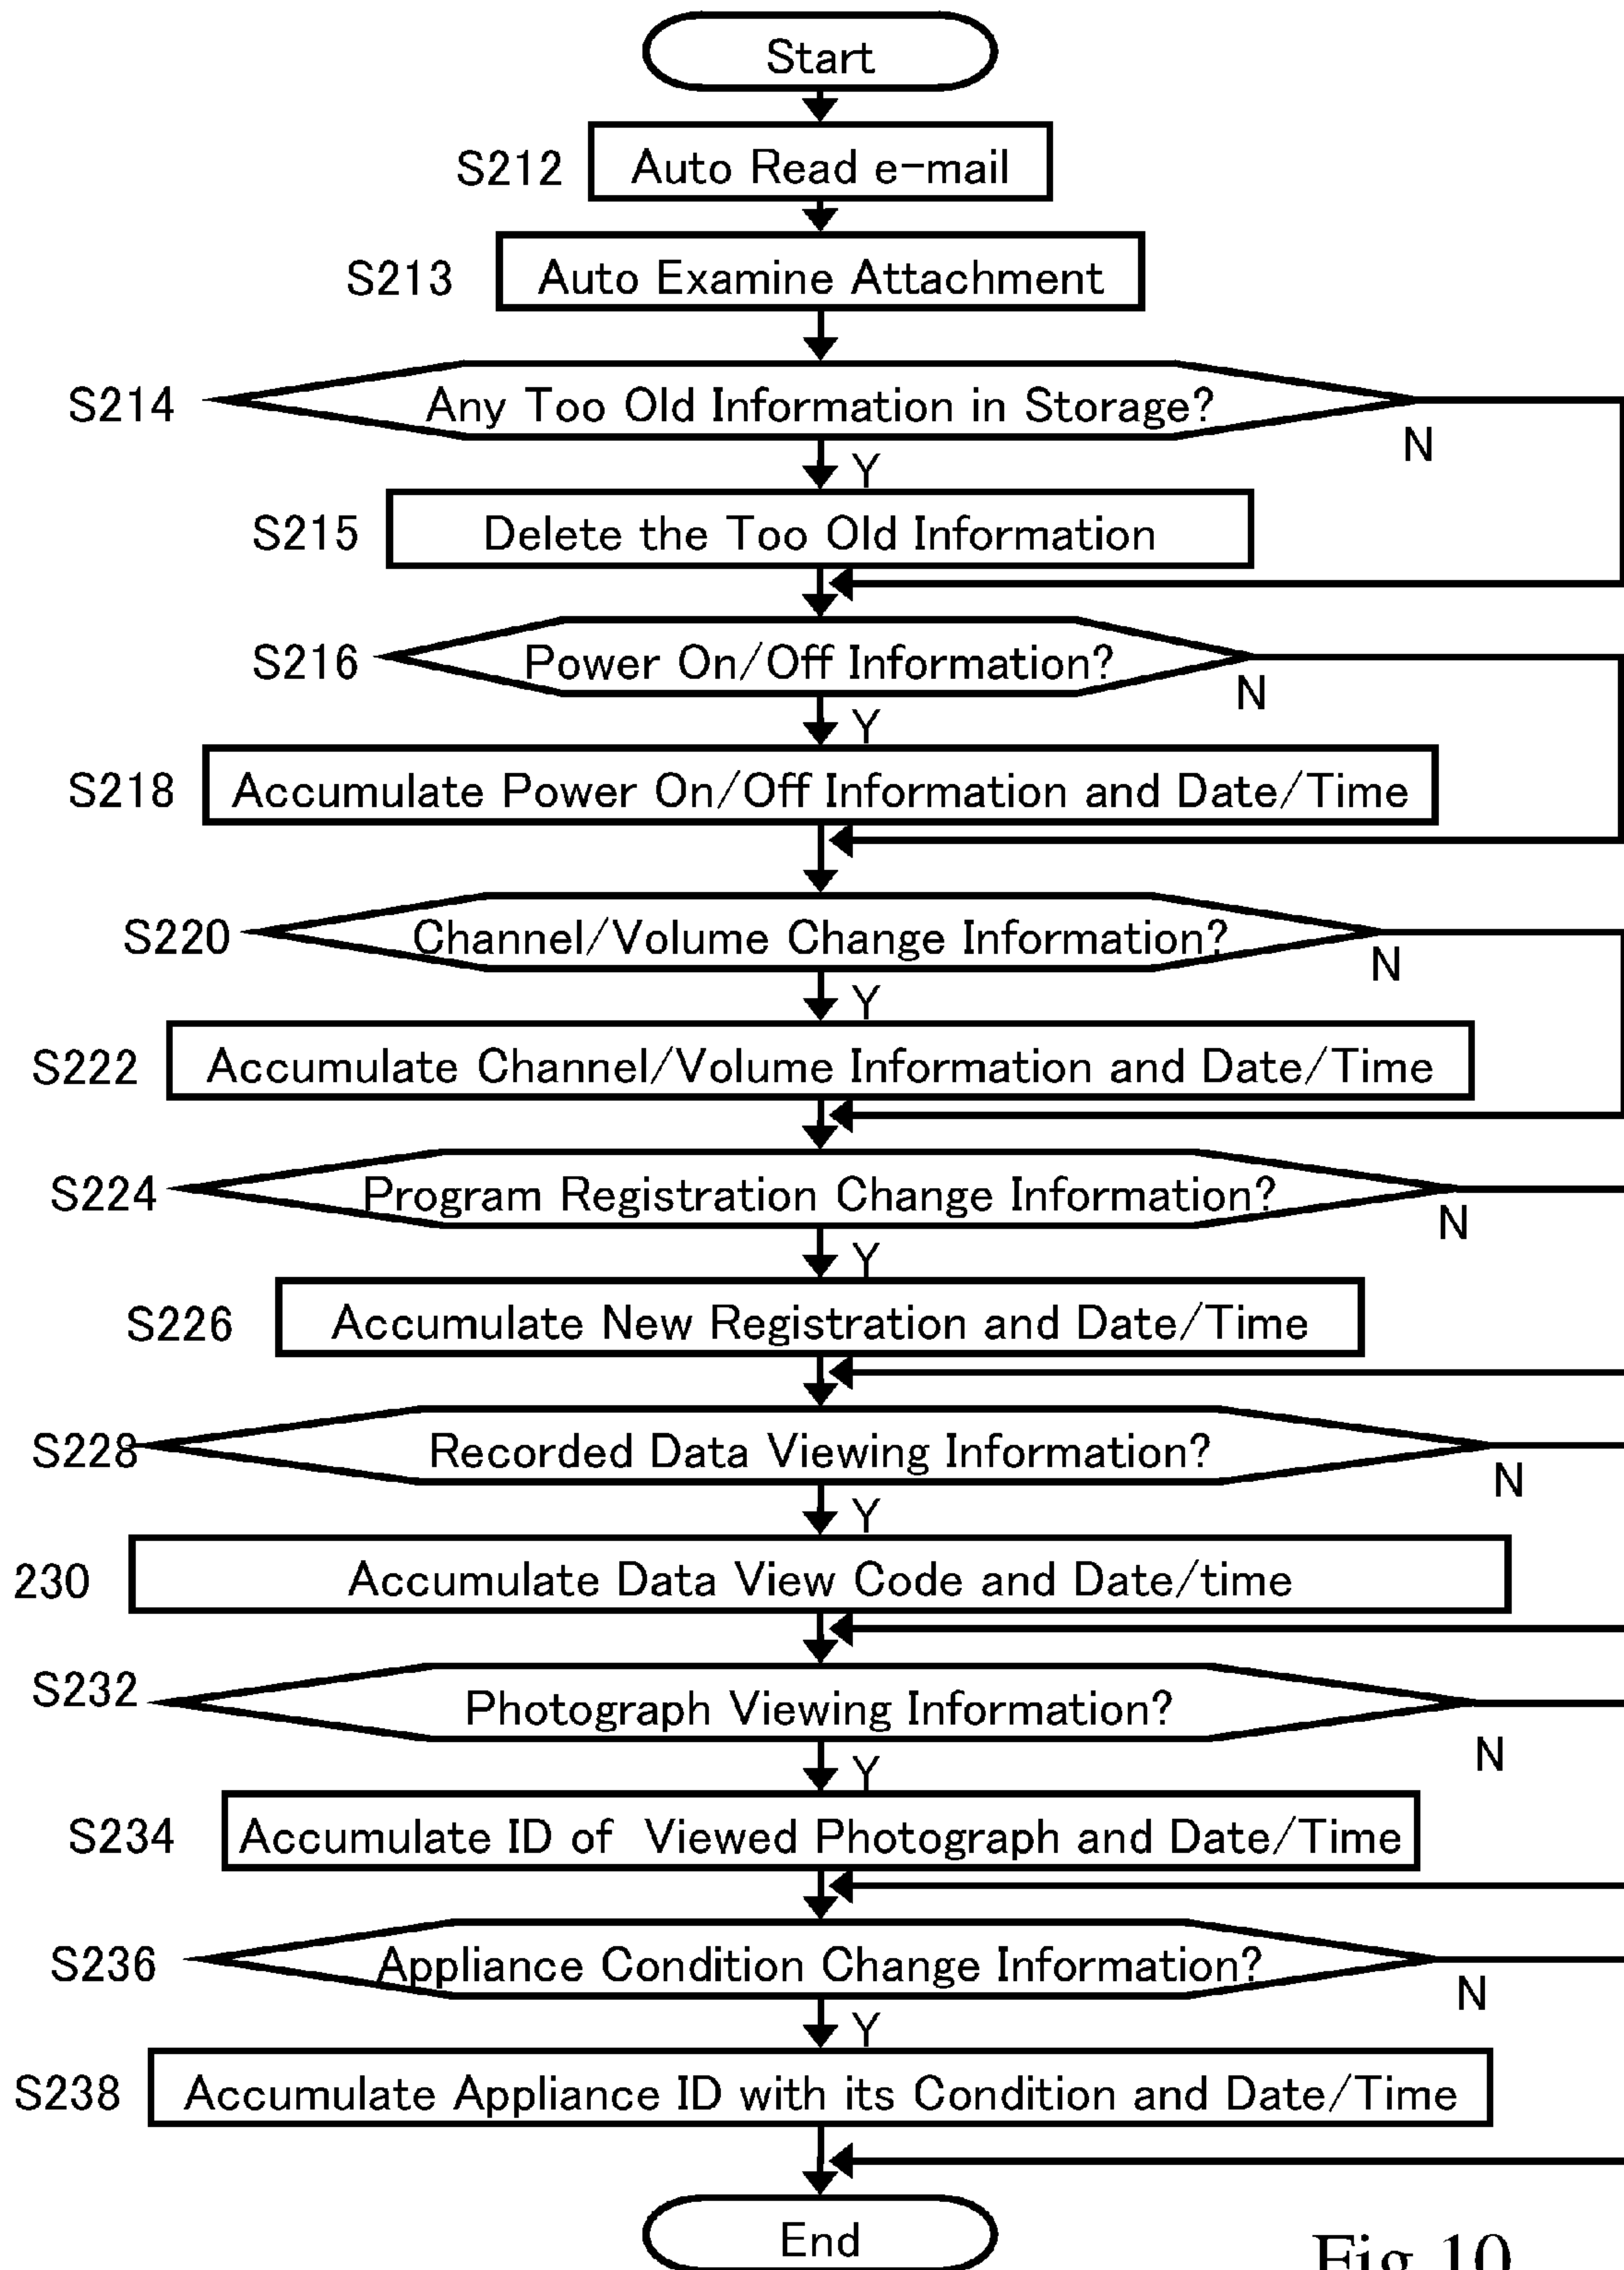 Start
S212 Auto Read e-mail
S213 Auto Examine Attachment
S214 Any Too Old Information in Storage?
N
Y
S215 Delete the Too Old Information
S216 Power On/Off Information?
N
Y
S218 Accumulate Power On/Off Information and Date/Time
S220 Channel/Volume Change Information?
N
Y
S222 Accumulate Channel/Volume Information and Date/Time
S224 Program Registration Change Information?
N
Y
S226 Accumulate New Registration and Date/Time
S228 Recorded Data Viewing Information?
N
Y
230 Accumulate Data View Code and Date/time
S232 Photograph Viewing Information?
N
Y
S234 Accumulate ID of Viewed Photograph and Date/Time
S236 Appliance Condition Change Information?
N
Y
S238 Accumulate Appliance ID with its Condition and Date/Time
End
Fig.10